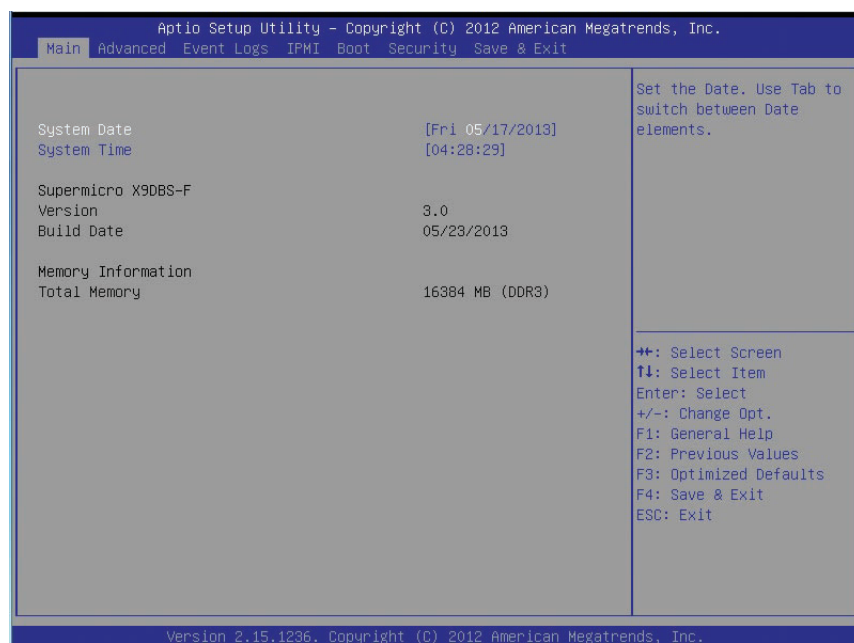 Aptio Setup Utility – Copyright (C) 2012 American Megatrends, Inc.
Main Advanced Event Logs IPMI Boot Security Save & Exit
System Date [Fri 05/17/2013]
System Time [04:28:29]
Supermicro X9DBS-F
Version 3.0
Build Date 05/23/2013
Memory Information
Total Memory 16384 MB (DDR3)
Set the Date. Use Tab to
switch between Date
elements.
→←: Select Screen
↑↓: Select Item
Enter: Select
+/-: Change Opt.
F1: General Help
F2: Previous Values
F3: Optimized Defaults
F4: Save & Exit
ESC: Exit
Version 2.15.1236. Copyright (C) 2012 American Megatrends, Inc.